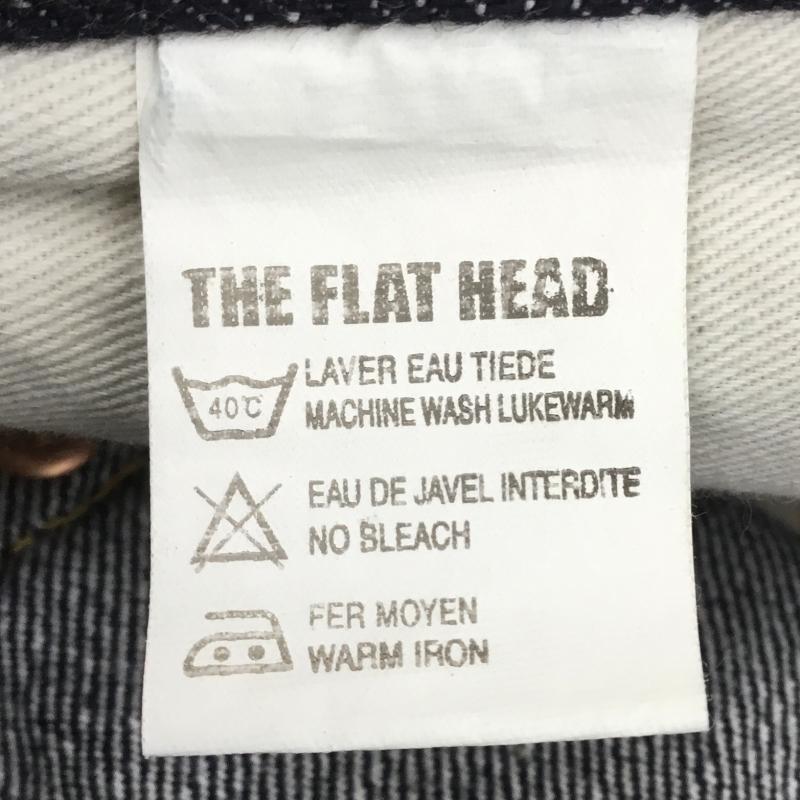 THE FLAT HEAD
40℃
LAVER EAU TIEDE
MACHINE WASH LUKEWARM
EAU DE JAVEL INTERDITE
NO BLEACH
FER MOYEN
WARM IRON